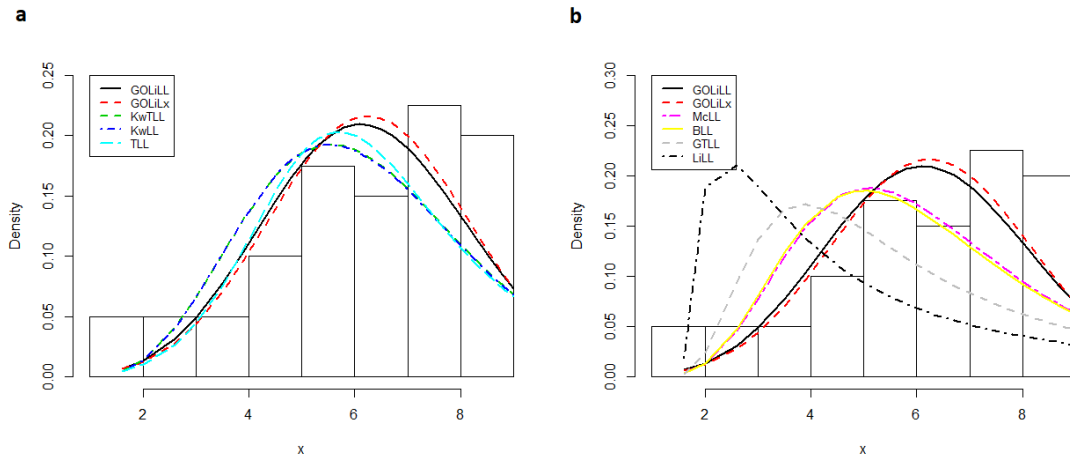 a
GOLiLL
GOLiLx
KwTLL
KwLL
TLL
Density
0.25
0.20
0.15
0.10
0.05
0.00
2 4 6 8
x
b
GOLiLL
GOLiLx
McLL
BLL
GTLL
LiLL
Density
0.30
0.25
0.20
0.15
0.10
0.05
0.00
2 4 6 8
x